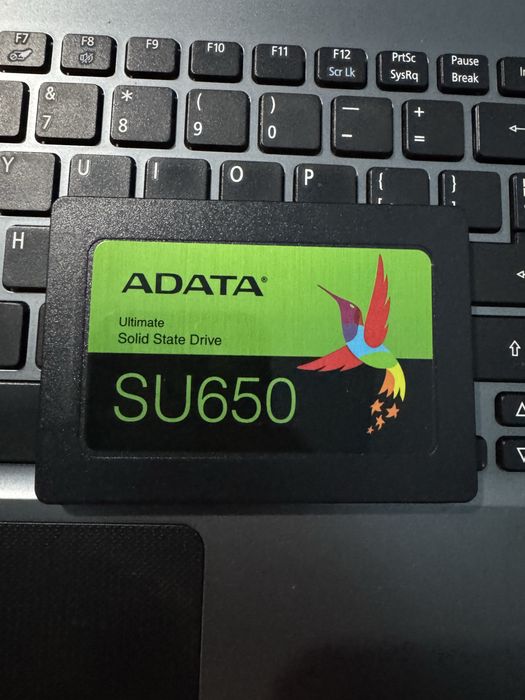 F7 F8 F9 F10 F11 F12 PrtSc Pause
Scr Lk SysRq Break
& * ( ) — +
7 8 9 0 - =
Y U I O P { }
[
H
ADATA®
Ultimate
Solid State Drive
SU650